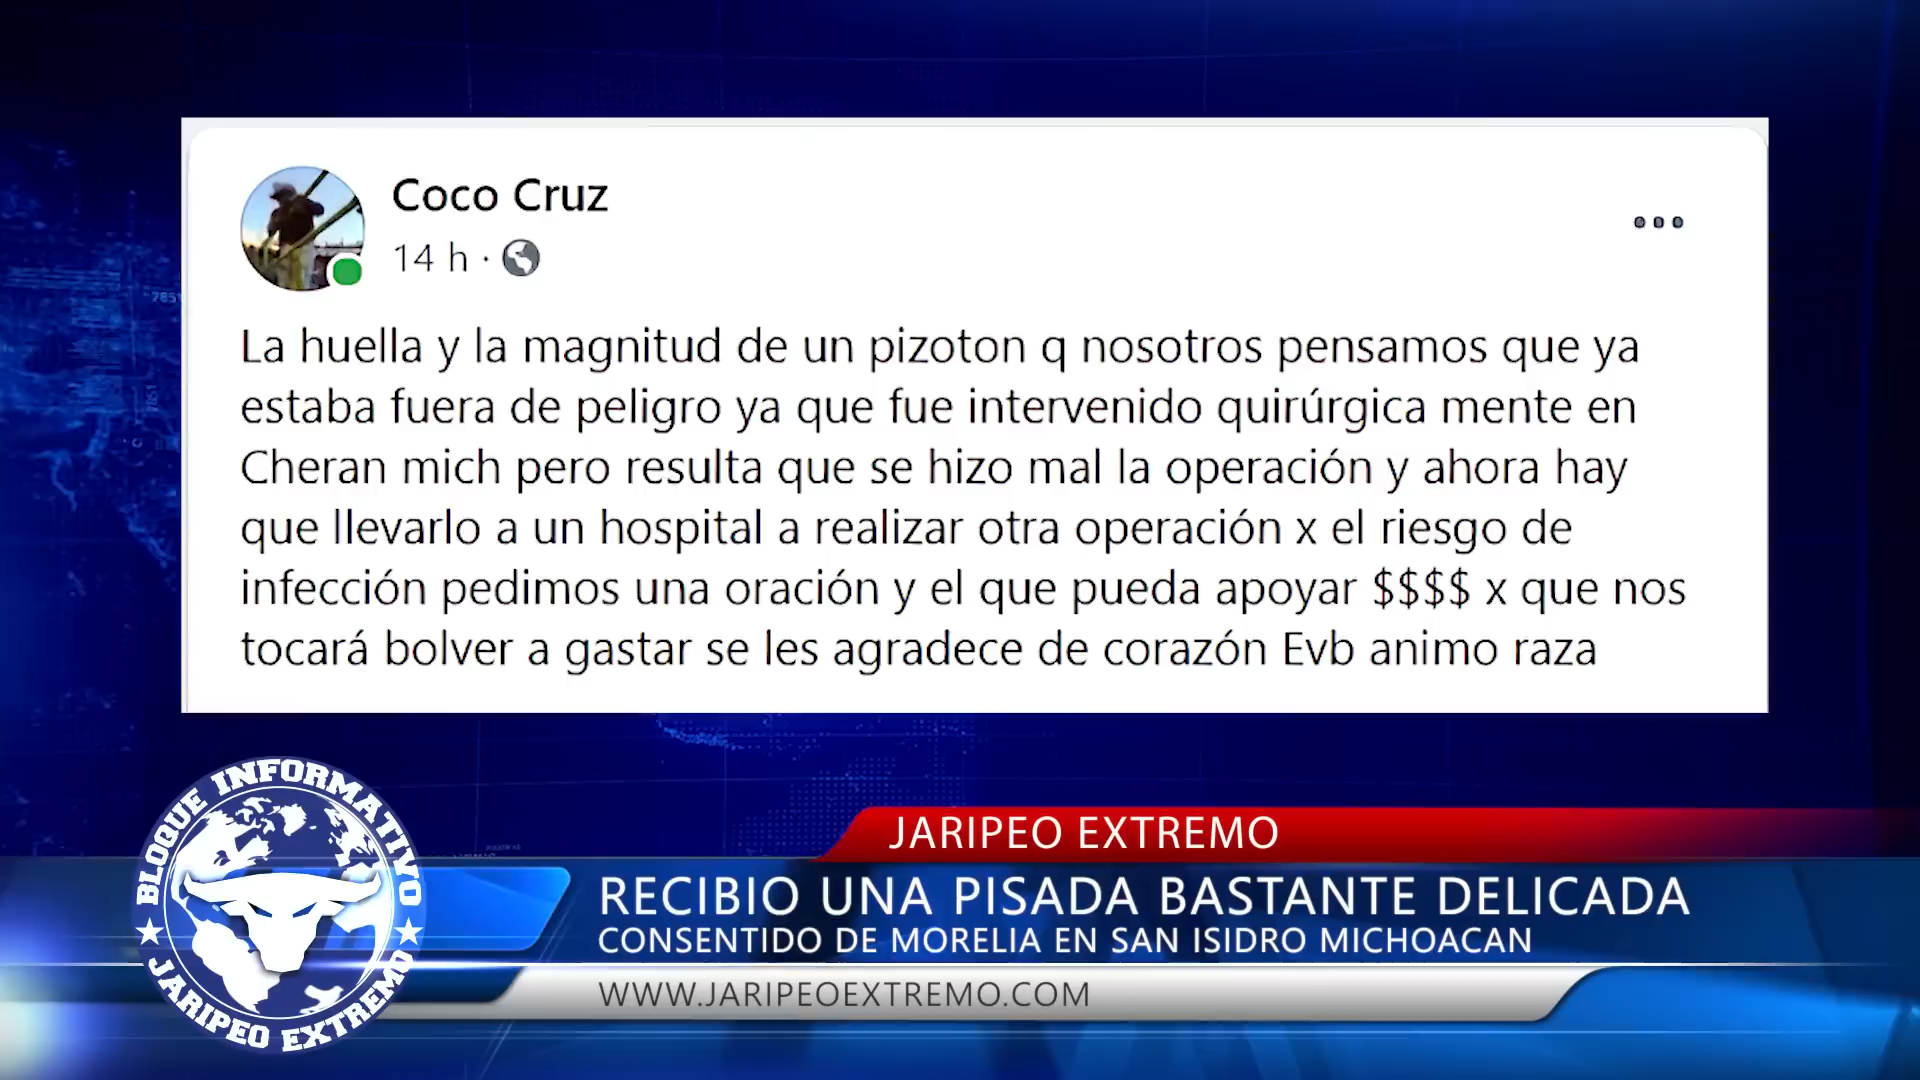 Coco Cruz
14 h ·
La huella y la magnitud de un pizoton q nosotros pensamos que ya
estaba fuera de peligro ya que fue intervenido quirúrgica mente en
Cheran mich pero resulta que se hizo mal la operación y ahora hay
que llevarlo a un hospital a realizar otra operación x el riesgo de
infección pedimos una oración y el que pueda apoyar $$$$ x que nos
tocará bolver a gastar se les agradece de corazón Evb animo raza
BLOQUE INFORMATIVO
JARIPEO EXTREMO
JARIPEO EXTREMO
RECIBIO UNA PISADA BASTANTE DELICADA
CONSENTIDO DE MORELIA EN SAN ISIDRO MICHOACAN
WWW.JARIPEOEXTREMO.COM